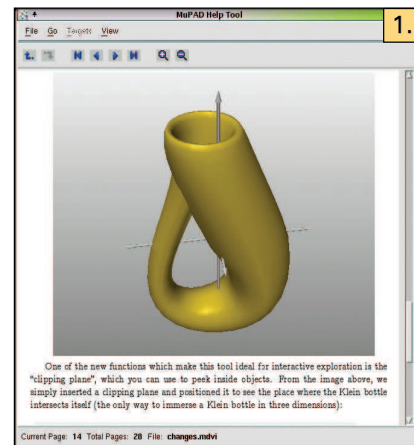 MuPAD Help Tool
1.
File Go Targets View
One of the new functions which make this tool ideal for interactive exploration is the
"clipping plane", which you can use to peek inside objects. From the image above, we
simply inserted a clipping plane and positioned it to see the place where the Klein bottle
intersects itself (the only way to immerse a Klein bottle in three dimensions):
Current Page: 14 Total Pages: 28 File: changes.mdvi